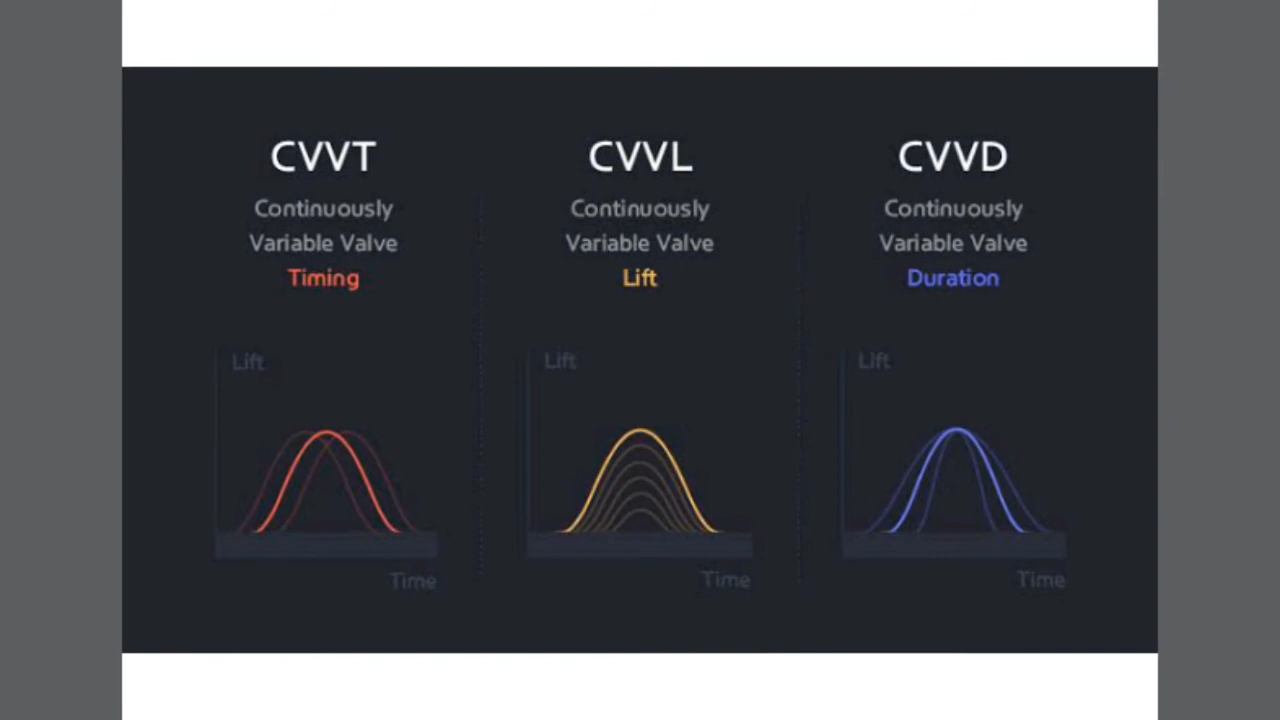 CVVT
Continuously
Variable Valve
Timing
Lift
Time
CVVL
Continuously
Variable Valve
Lift
Lift
Time
CVVD
Continuously
Variable Valve
Duration
Lift
Time